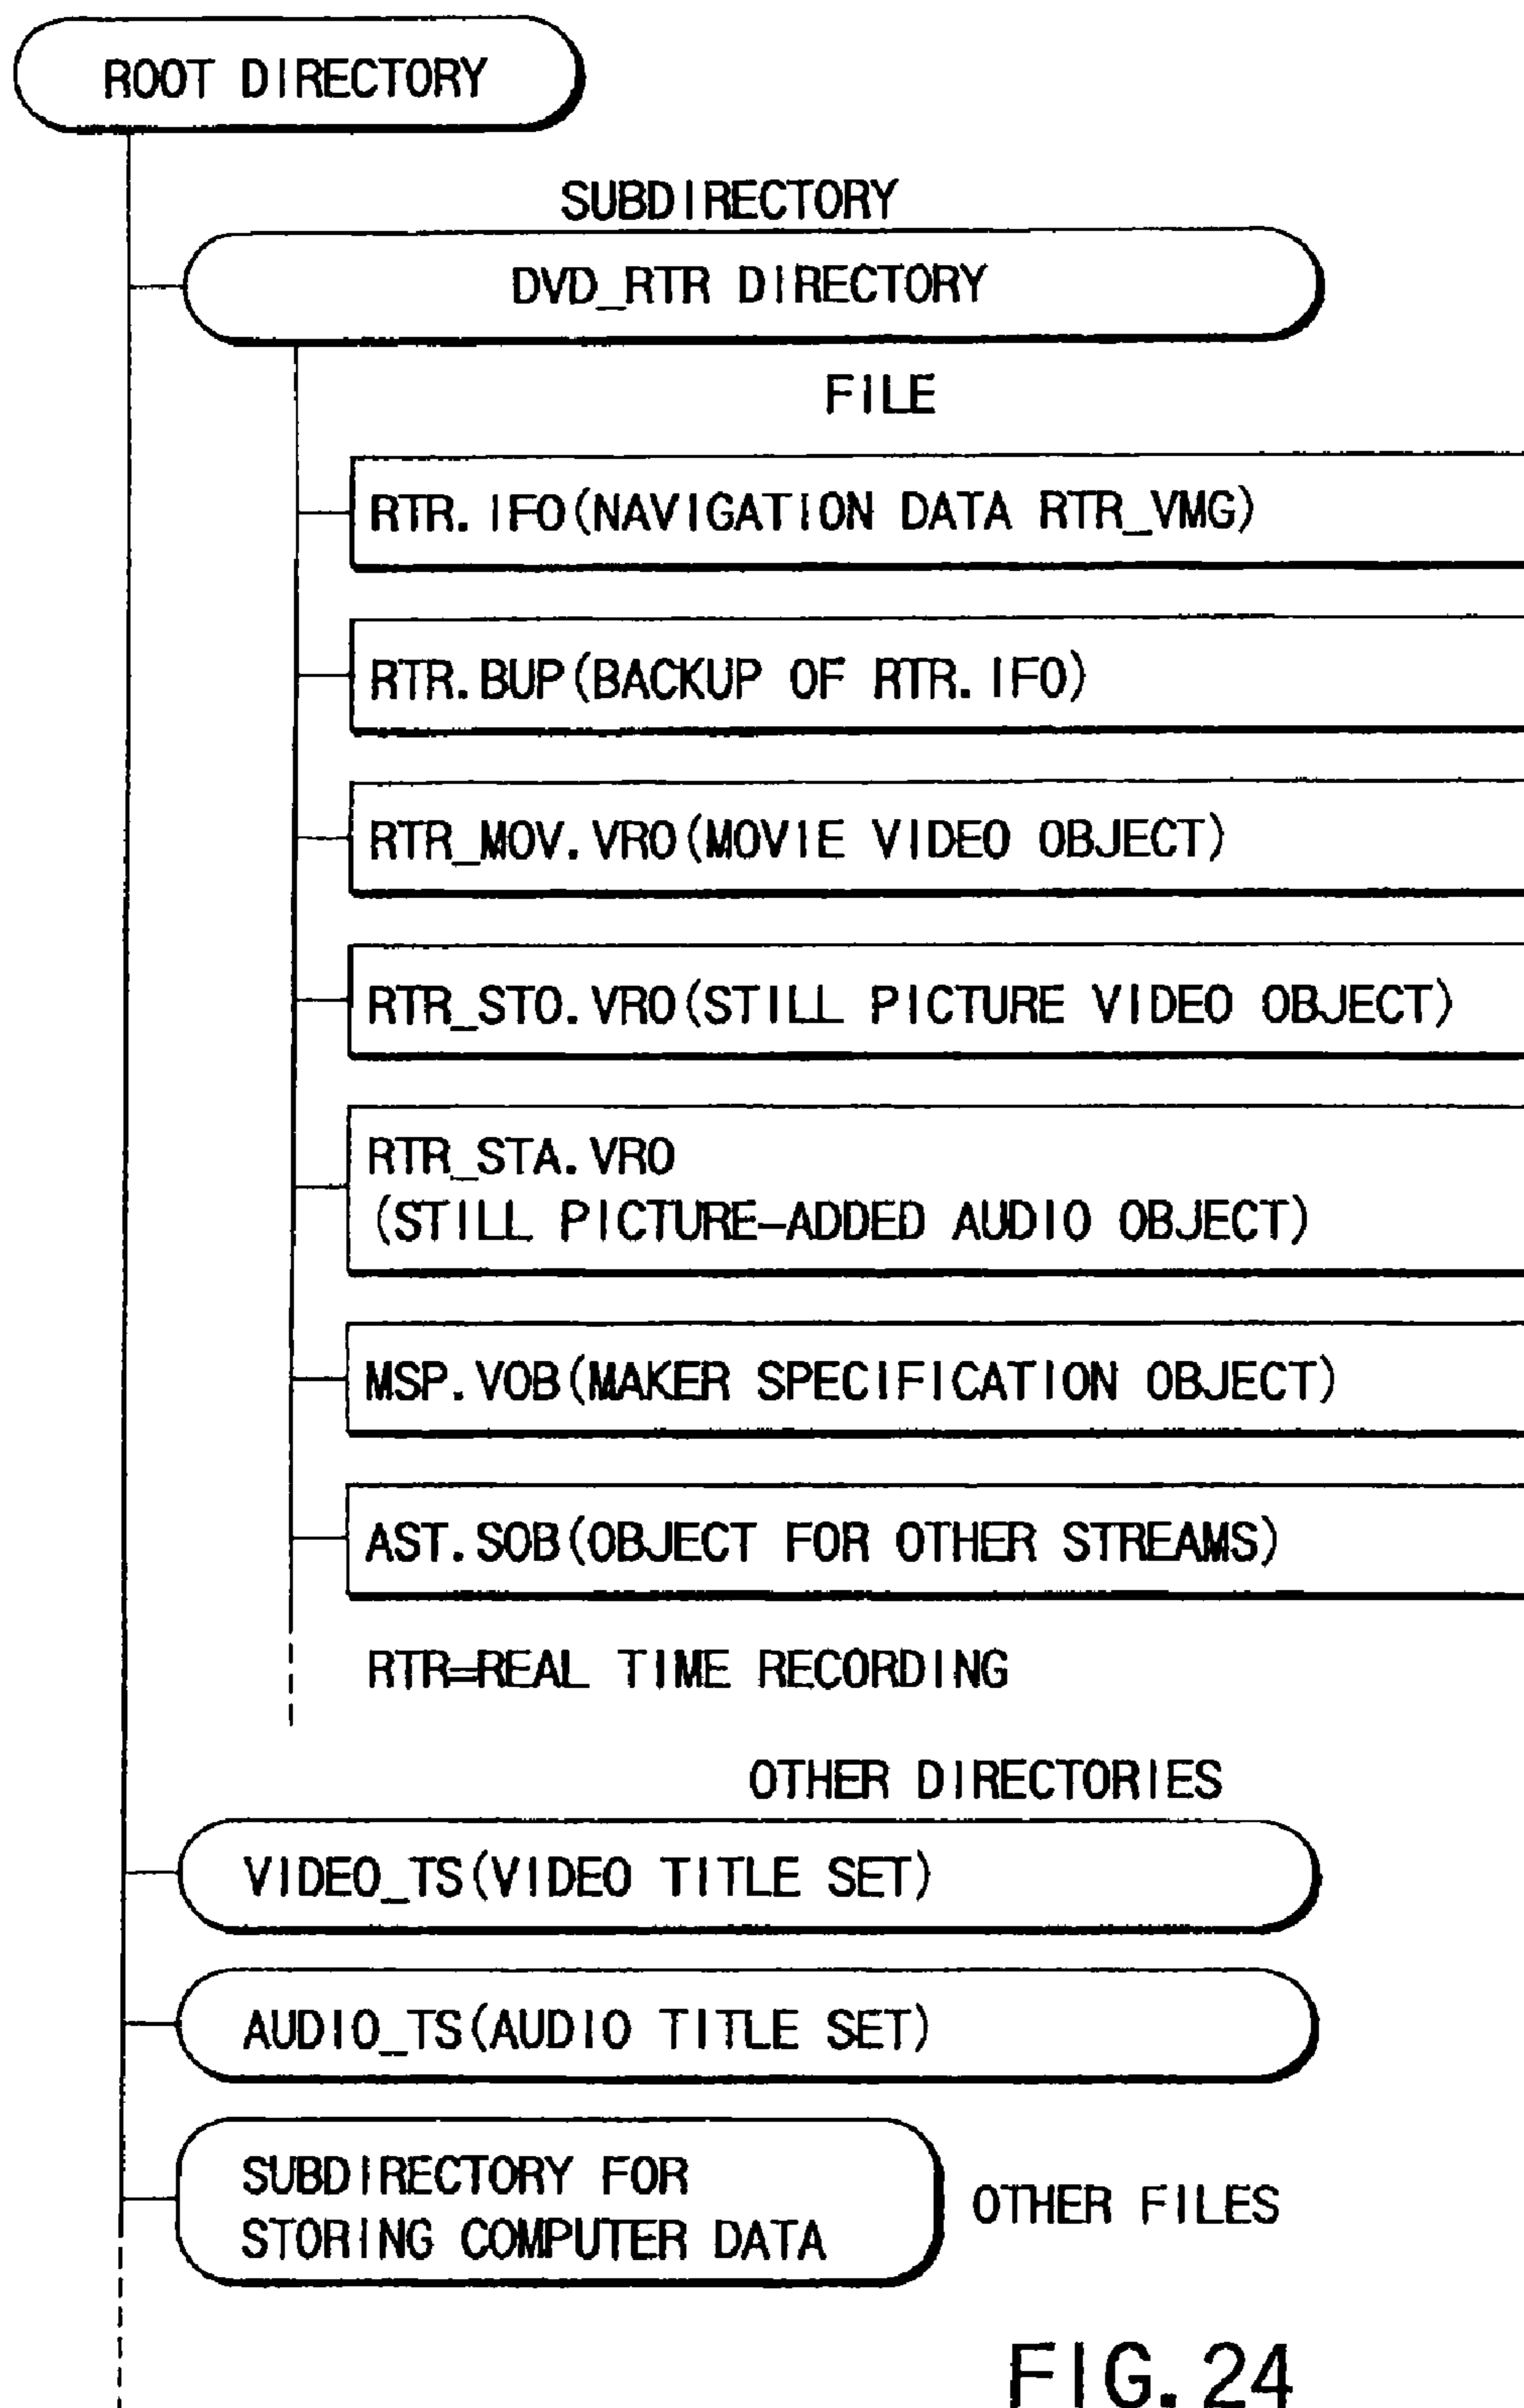 ROOT DIRECTORY
SUBDIRECTORY
DVD_RTR DIRECTORY
FILE
RTR.IFO(NAVIGATION DATA RTR_VMG)
RTR.BUP(BACKUP OF RTR.IFO)
RTR_MOV.VRO(MOVIE VIDEO OBJECT)
RTR_STO.VRO(STILL PICTURE VIDEO OBJECT)
RTR_STA.VRO
(STILL PICTURE-ADDED AUDIO OBJECT)
MSP.VOB(MAKER SPECIFICATION OBJECT)
AST.SOB(OBJECT FOR OTHER STREAMS)
RTR=REAL TIME RECORDING
OTHER DIRECTORIES
VIDEO_TS(VIDEO TITLE SET)
AUDIO_TS(AUDIO TITLE SET)
SUBDIRECTORY FOR
STORING COMPUTER DATA
OTHER FILES
FIG.24